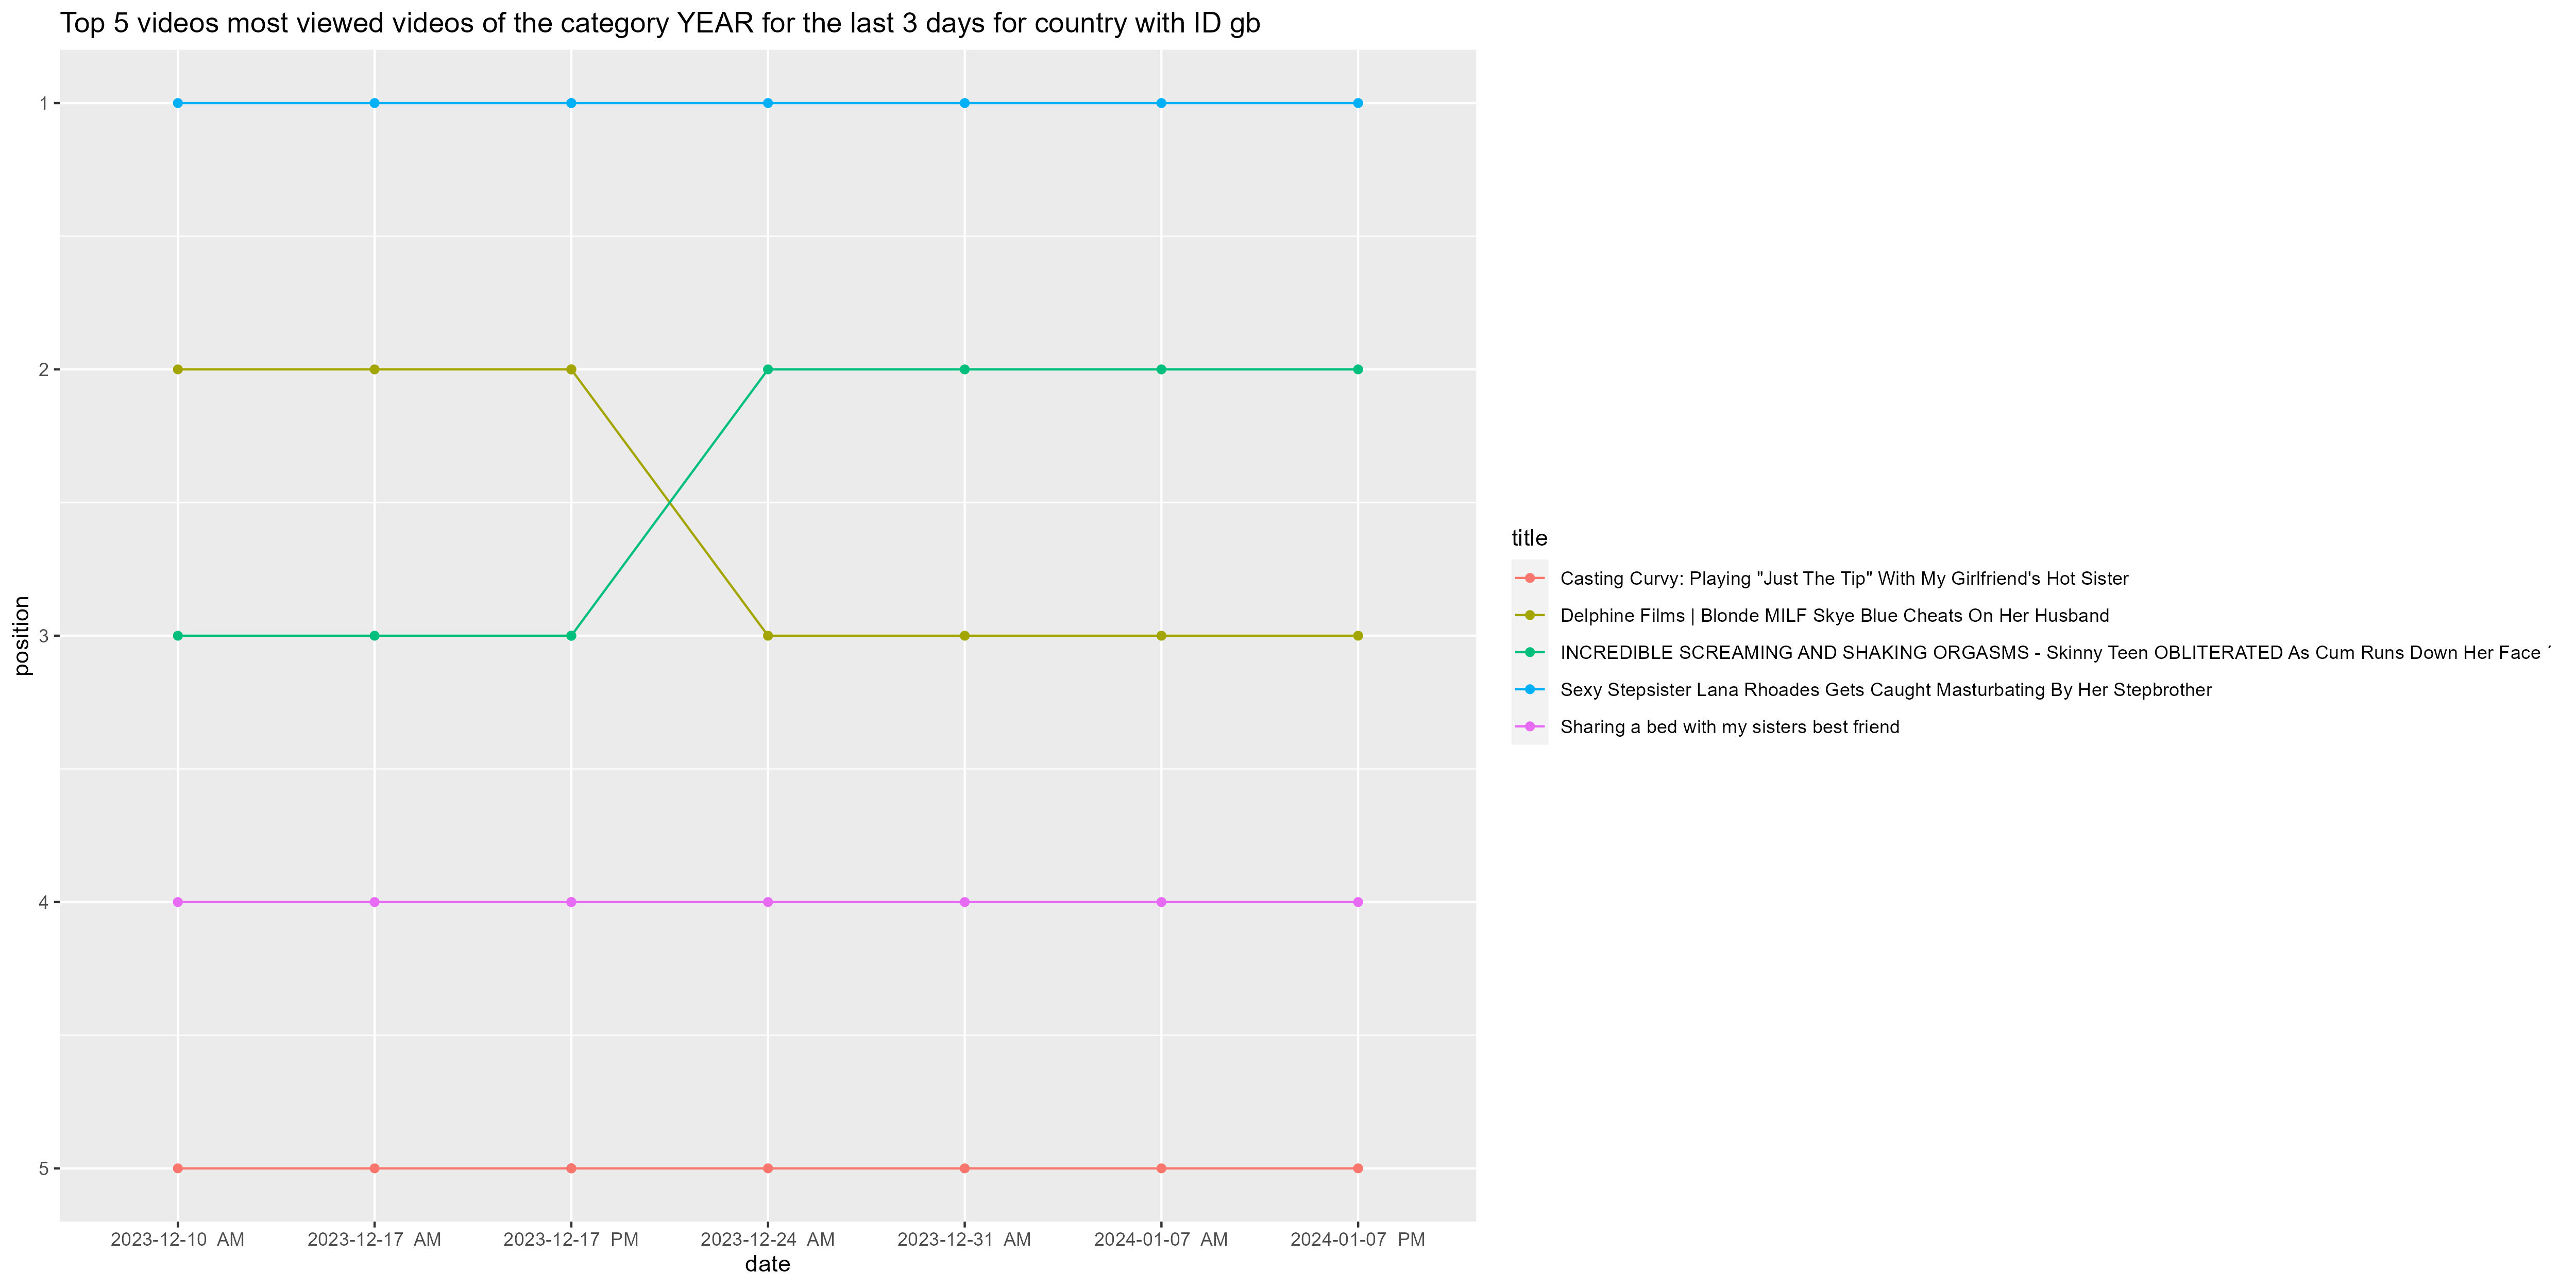 Top 5 videos most viewed videos of the category YEAR for the last 3 days for country with ID gb
position
1
2
3
4
5
2023-12-10 AM
2023-12-17 AM
2023-12-17 PM
2023-12-24 AM
2023-12-31 AM
2024-01-07 AM
2024-01-07 PM
date
title
Casting Curvy: Playing "Just The Tip" With My Girlfriend's Hot Sister
Delphine Films | Blonde MILF Skye Blue Cheats On Her Husband
INCREDIBLE SCREAMING AND SHAKING ORGASMS - Skinny Teen OBLITERATED As Cum Runs Down Her Face
Sexy Stepsister Lana Rhoades Gets Caught Masturbating By Her Stepbrother
Sharing a bed with my sisters best friend